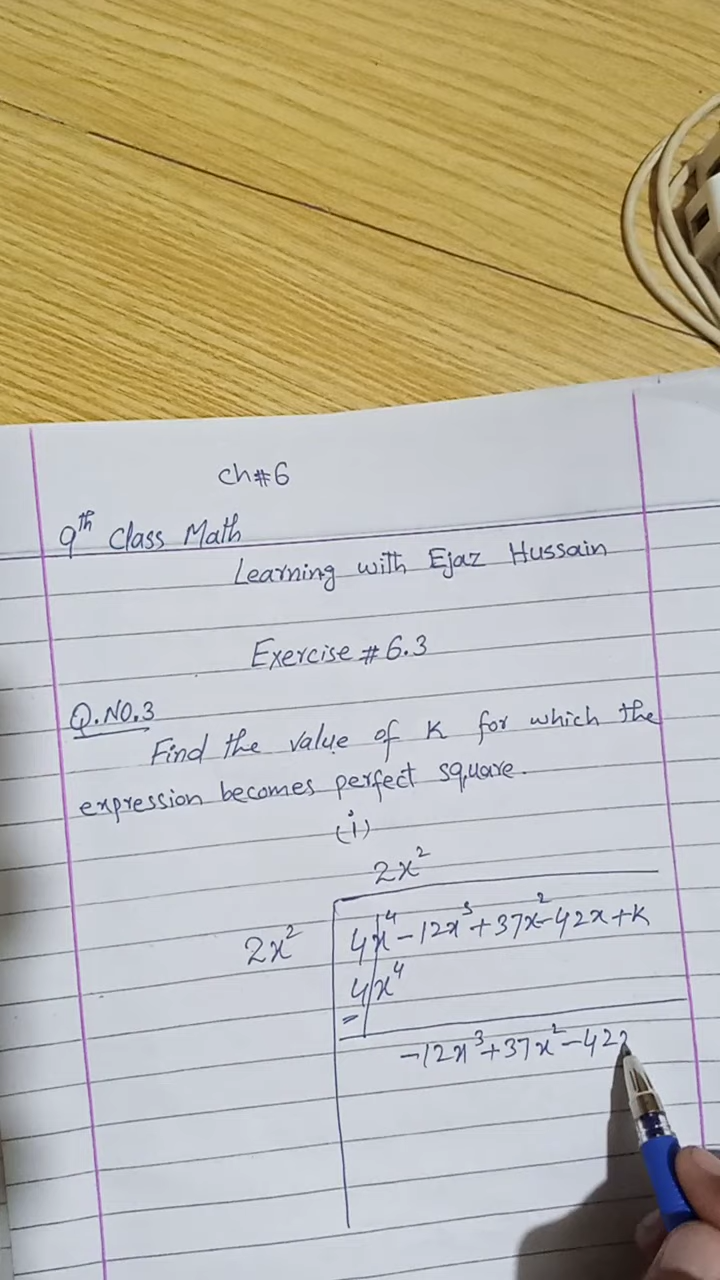 ch#6
9th Class Math
Learning with Ejaz Hussain
Exercise #6.3
Q.NO.3
Find the value of K for which the
expression becomes perfect square.
(i)
2x²
2x² 4x⁴-12x³+37x²-42x+K
4x⁴
-12x³+37x²-42